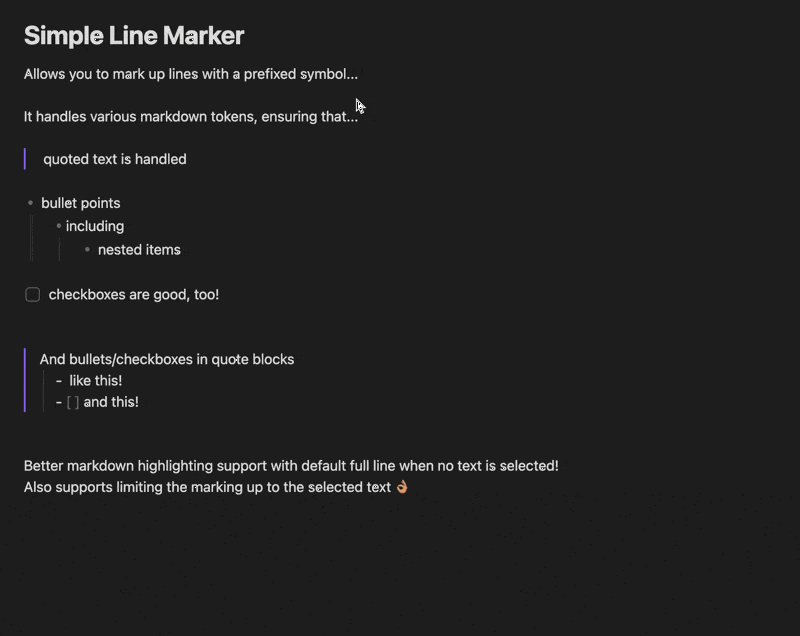 Simple Line Marker
Allows you to mark up lines with a prefixed symbol...
It handles various markdown tokens, ensuring that...
quoted text is handled
• bullet points
• including
• nested items
checkboxes are good, too!
And bullets/checkboxes in quote blocks
- like this!
- [ ] and this!
Better markdown highlighting support with default full line when no text is selected!
Also supports limiting the marking up to the selected text 👌🏽